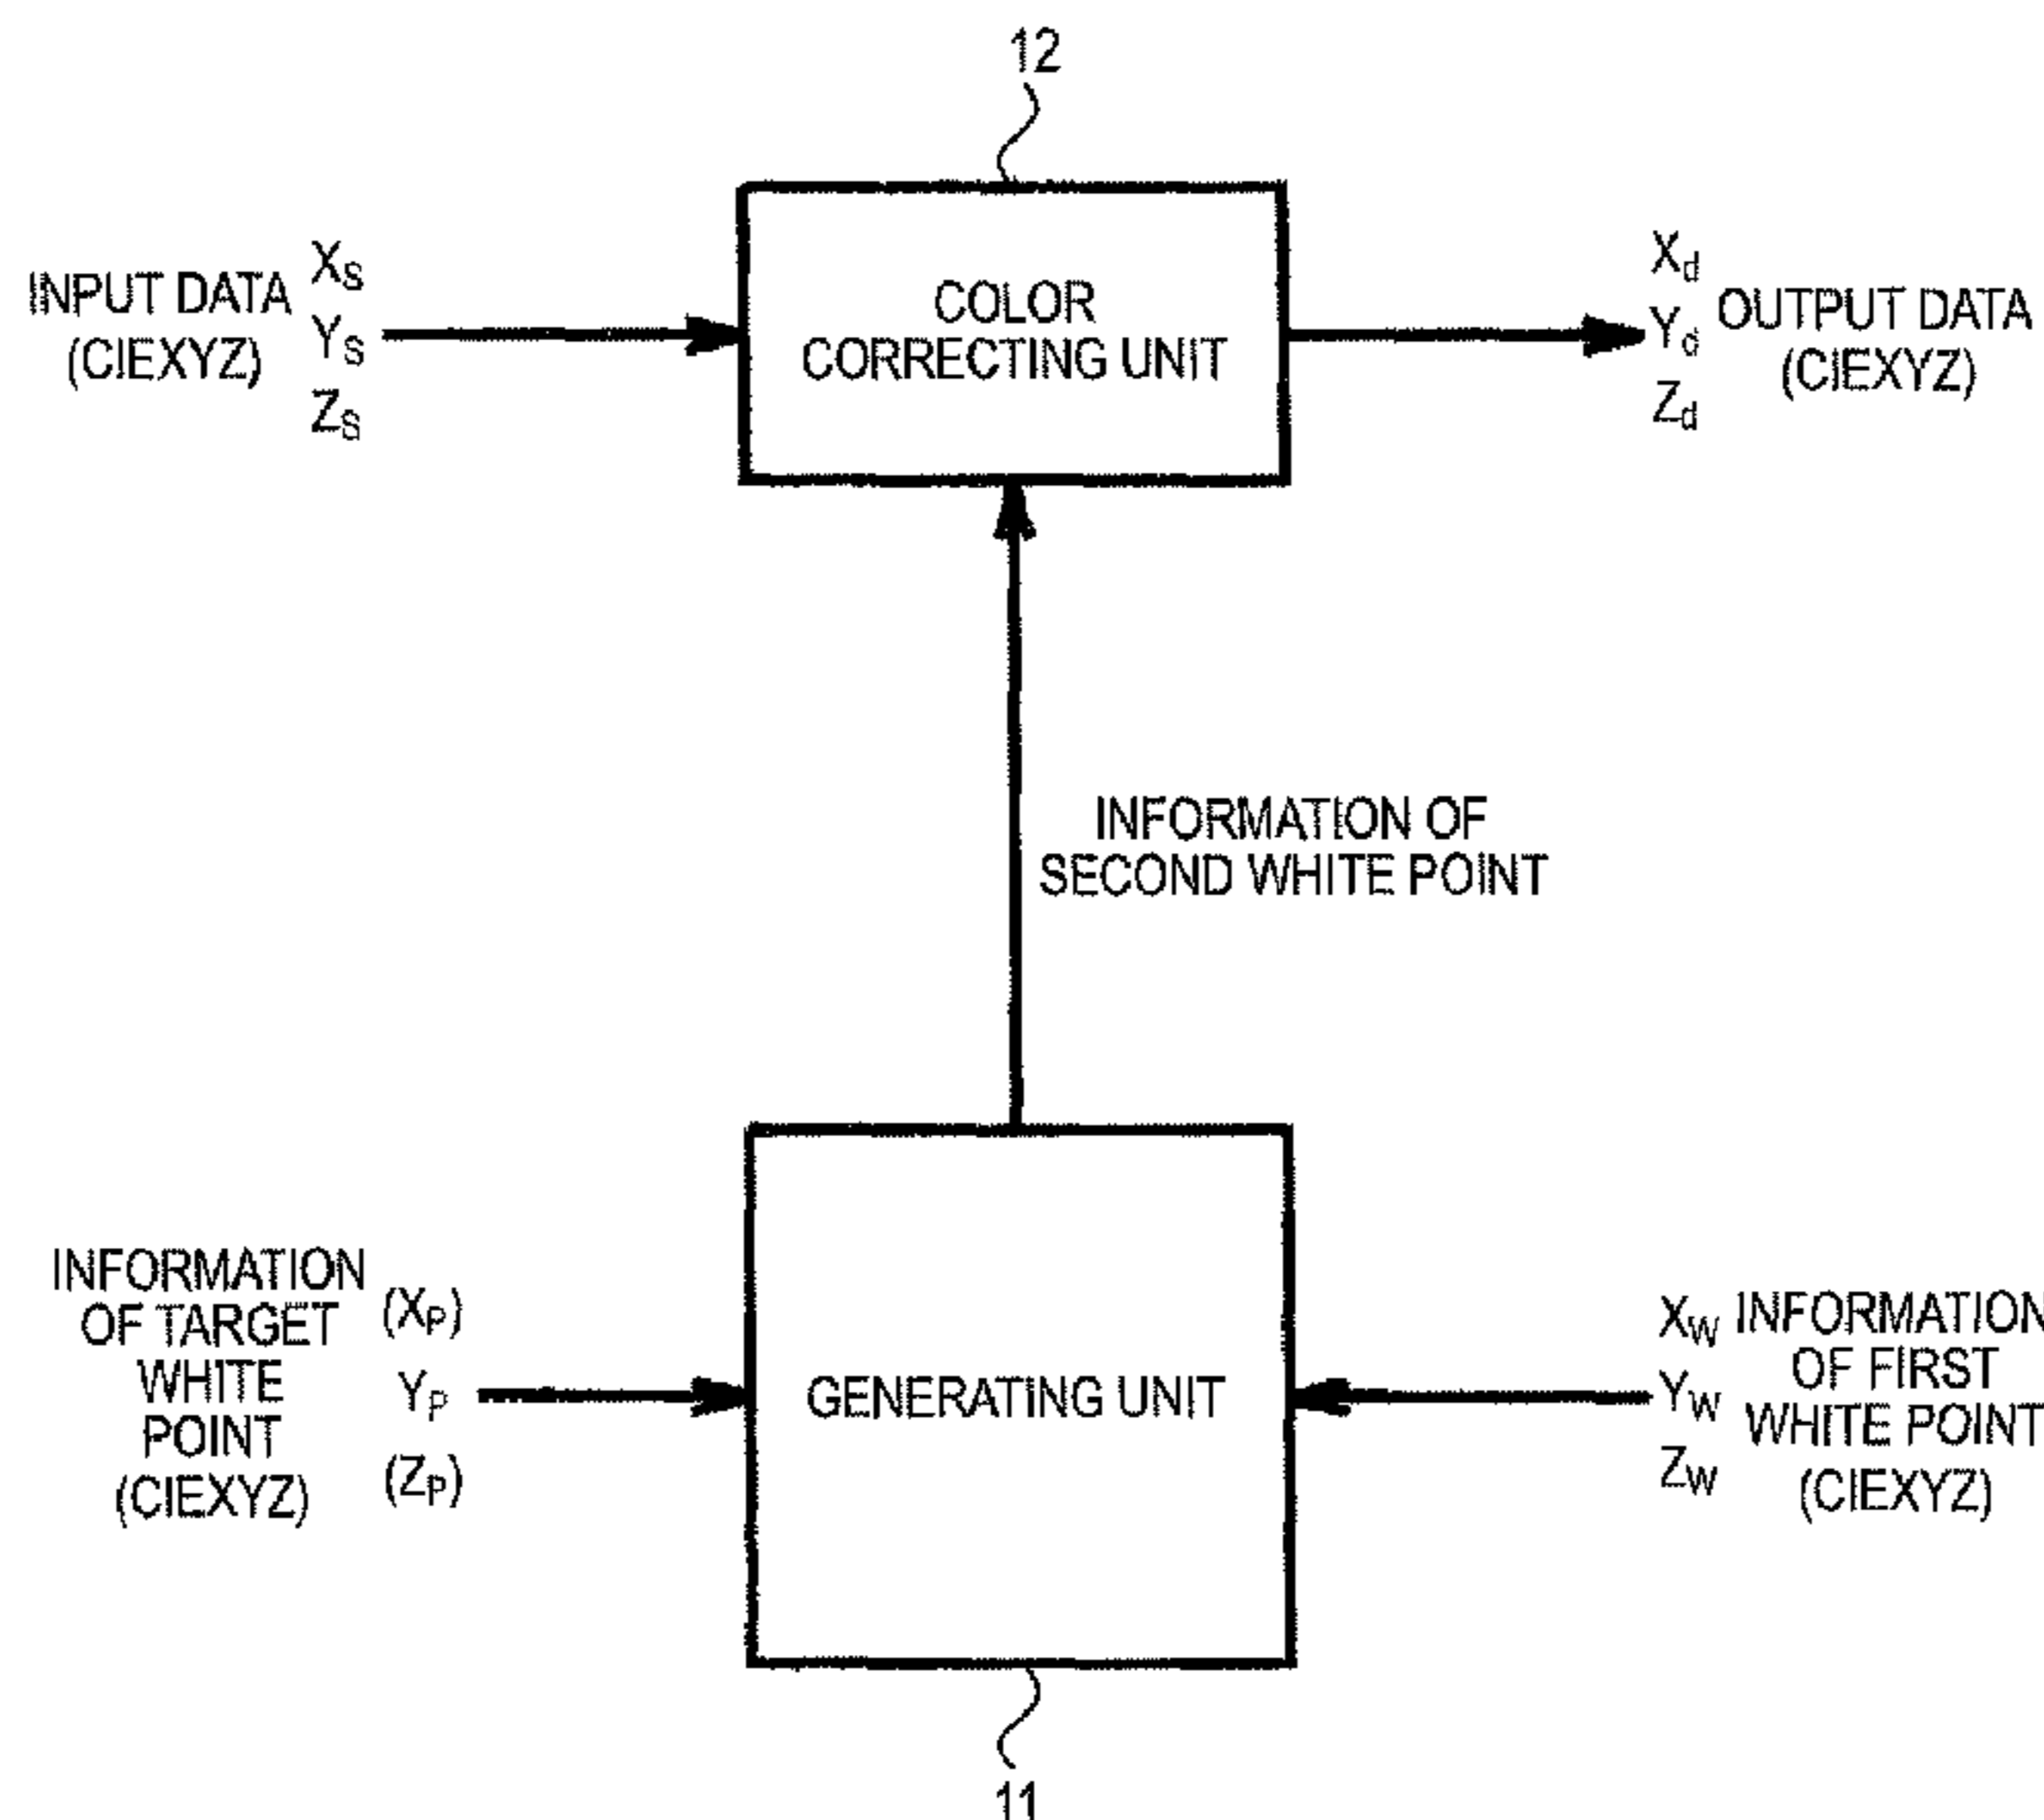 12
INPUT DATA
(CIEXYZ)
XS
YS
ZS
COLOR
CORRECTING UNIT
Xd
Yd
Zd
OUTPUT DATA
(CIEXYZ)
INFORMATION OF
SECOND WHITE POINT
INFORMATION
OF TARGET
WHITE
POINT
(CIEXYZ)
(XP)
YP
(ZP)
GENERATING UNIT
XW
YW
ZW
INFORMATION
OF FIRST
WHITE POINT
(CIEXYZ)
11